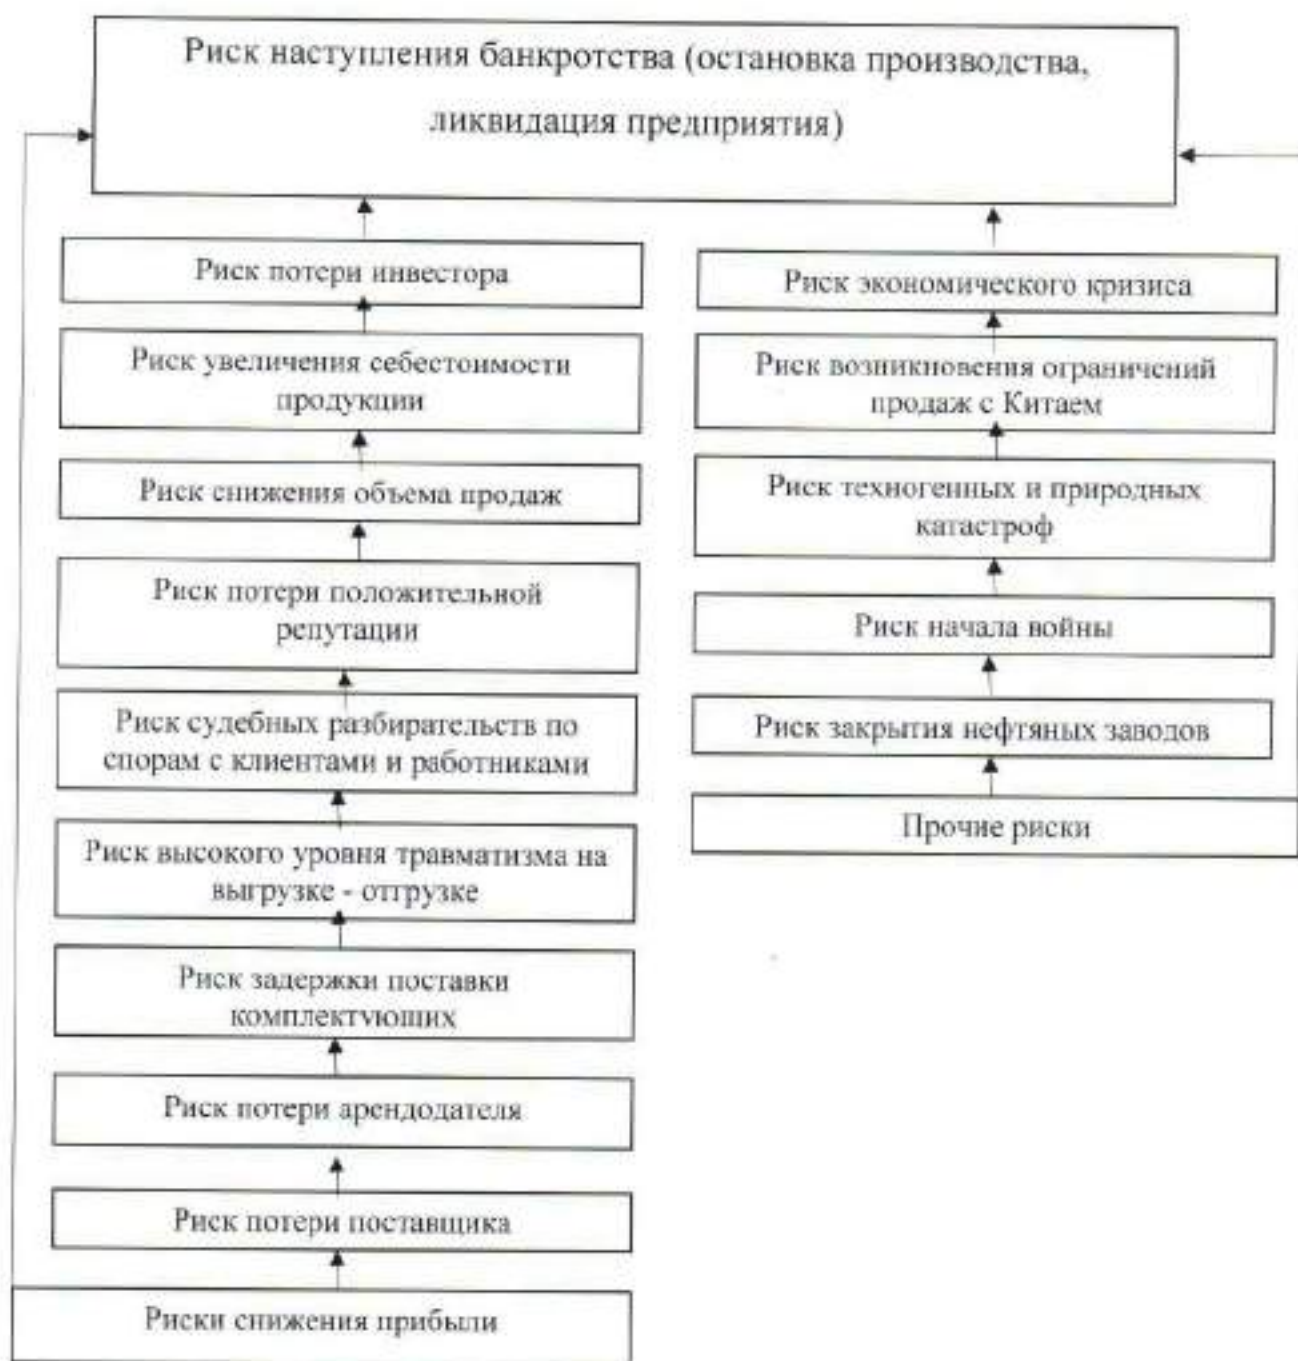 Риск наступления банкротства (остановка производства,
ликвидация предприятия)
Риск потери инвестора
Риск увеличения себестоимости
продукции
Риск снижения объема продаж
Риск потери положительной
репутации
Риск судебных разбирательств по
спорам с клиентами и работниками
Риск высокого уровня травматизма на
выгрузке - отгрузке
Риск задержки поставки
комплектующих
Риск потери арендодателя
Риск потери поставщика
Риски снижения прибыли
Риск экономического кризиса
Риск возникновения ограничений
продаж с Китаем
Риск техногенных и природных
катастроф
Риск начала войны
Риск закрытия нефтяных заводов
Прочие риски